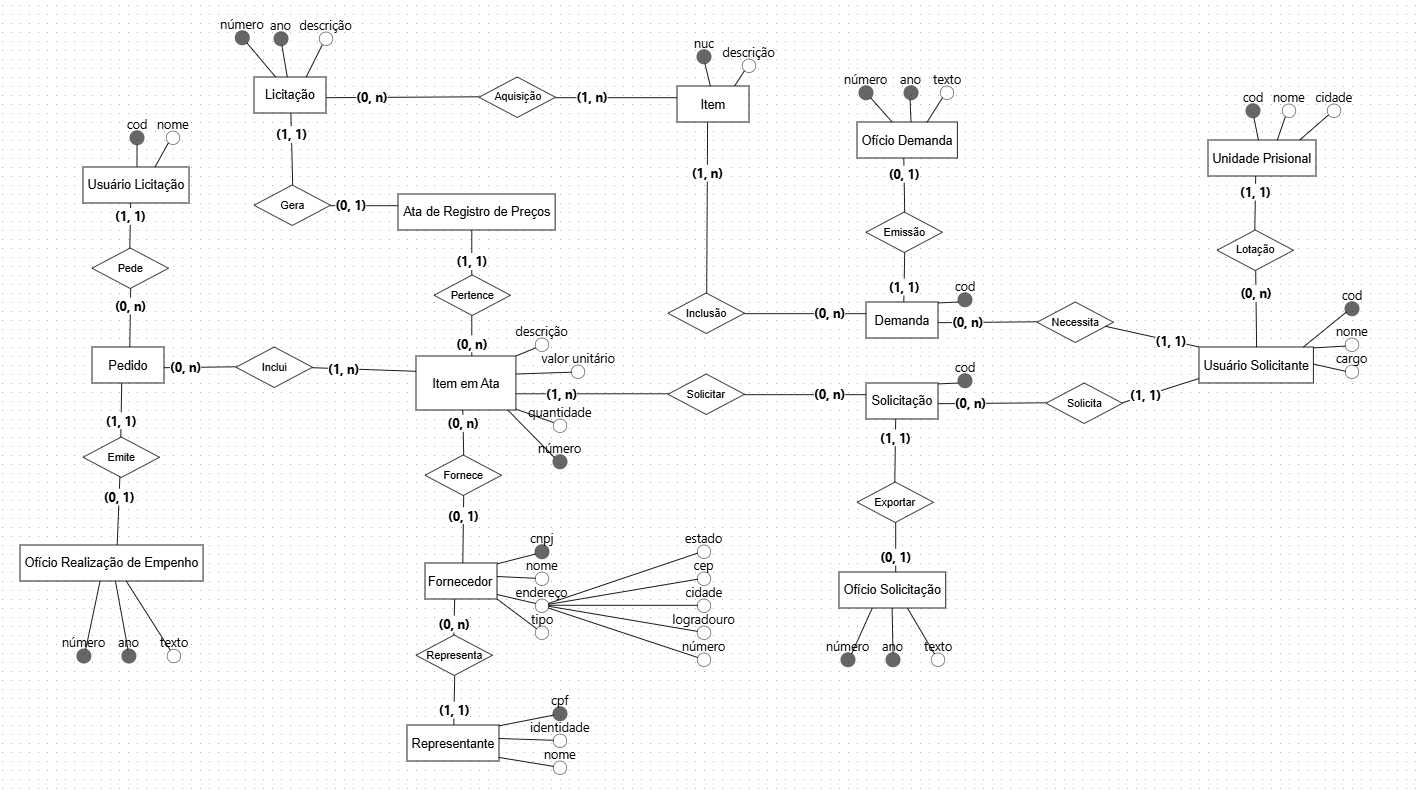 número ano descrição
Licitação
(0, n)
Aquisição
(1, n)
nuc
descrição
Item
número ano texto
Ofício Demanda
cod nome cidade
Unidade Prisional
cod nome
Usuário Licitação
(1, 1)
(1, 1)
Gera
(0, 1)
Ata de Registro de Preços
(1, n)
(0, 1)
Emissão
(1, 1)
(1, 1)
Lotação
(0, n)
Pede
(0, n)
(1, 1)
Pertence
(0, n)
Inclusão
(0, n)
Demanda
cod
(0, n)
Necessita
(1, 1)
cod
nome
cargo
Usuário Solicitante
Pedido
(0, n)
Inclui
(1, n)
Item em Ata
descrição
valor unitário
quantidade
número
(1, n)
Solicitar
(0, n)
Solicitação
cod
(0, n)
Solicita
(1, 1)
(1, 1)
Emite
(0, 1)
(0, n)
Fornece
(0, 1)
(1, 1)
Exportar
(0, 1)
Ofício Realização de Empenho
número ano texto
Fornecedor
cnpj
nome
endereço
tipo
estado
cep
cidade
logradouro
número
Ofício Solicitação
número ano texto
(0, n)
Representa
(1, 1)
Representante
cpf
identidade
nome